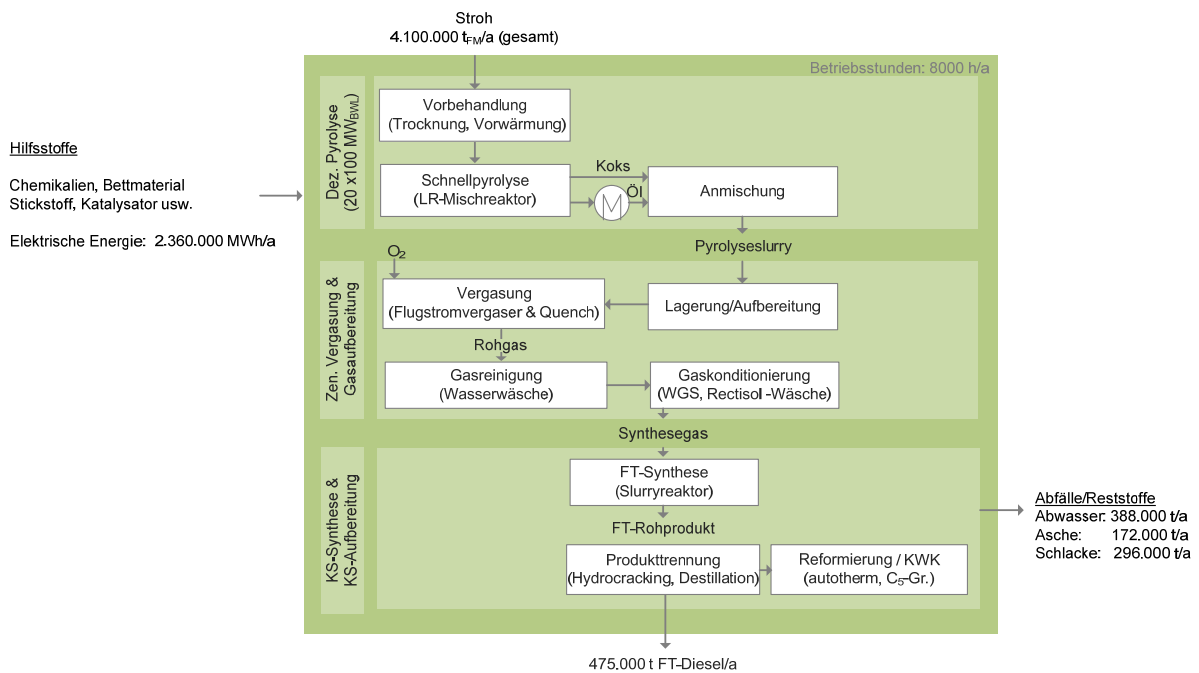 Stroh
4.100.000 tFM/a (gesamt)
Betriebsstunden: 8000 h/a
Dez. Pyrolyse
(20 x100 MWBWL)
Vorbehandlung
(Trocknung, Vorwärmung)
Hilfsstoffe
Chemikalien, Bettmaterial
Stickstoff, Katalysator usw.
Elektrische Energie: 2.360.000 MWh/a
Schnellpyrolyse
(LR-Mischreaktor)
Koks
Öl
M
Anmischung
Pyrolyseslurry
Zen. Vergasung &
Gasaufbereitung
O2
Vergasung
(Flugstromvergaser & Quench)
Lagerung/Aufbereitung
Rohgas
Gasreinigung
(Wasserwäsche)
Gaskonditionierung
(WGS, Rectisol -Wäsche)
Synthesegas
KS-Synthese &
KS-Aufbereitung
FT-Synthese
(Slurryreaktor)
FT-Rohprodukt
Produkttrennung
(Hydrocracking, Destillation)
Reformierung / KWK
(autotherm, C5-Gr.)
Abfälle/Reststoffe
Abwasser: 388.000 t/a
Asche: 172.000 t/a
Schlacke: 296.000 t/a
475.000 t FT-Diesel/a